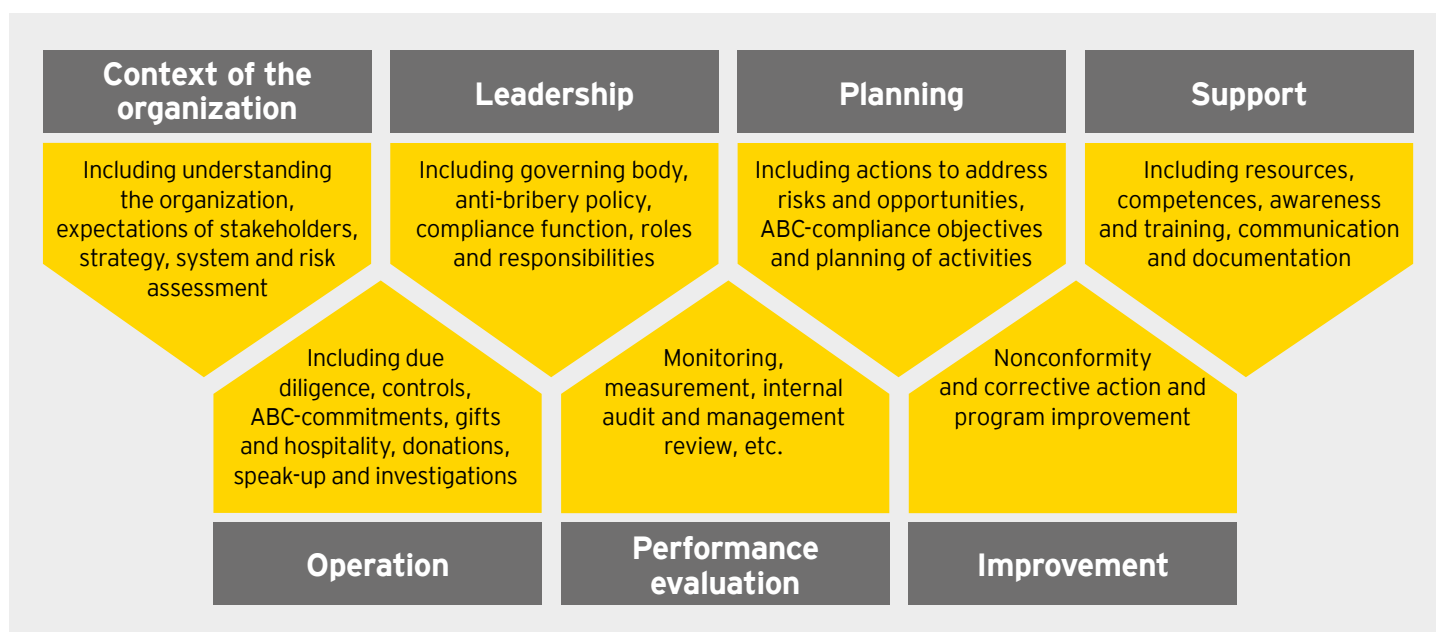 Context of the
organization
Including understanding
the organization,
expectations of stakeholders,
strategy, system and risk
assessment
Leadership
Including governing body,
anti-bribery policy,
compliance function, roles
and responsibilities
Planning
Including actions to address
risks and opportunities,
ABC-compliance objectives
and planning of activities
Support
Including resources,
competences, awareness
and training, communication
and documentation
Including due
diligence, controls,
ABC-commitments, gifts
and hospitality, donations,
speak-up and investigations
Operation
Monitoring,
measurement, internal
audit and management
review, etc.
Performance
evaluation
Nonconformity
and corrective action and
program improvement
Improvement